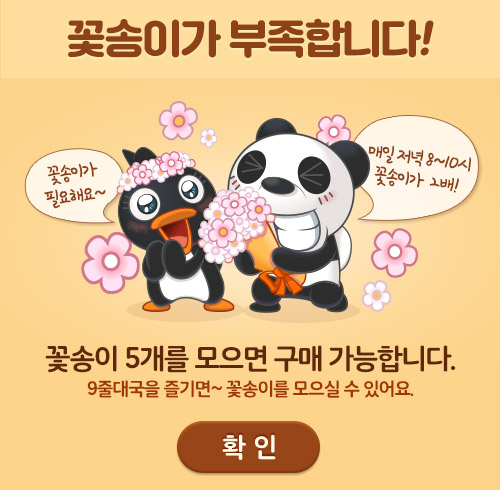 꽃송이가 부족합니다!
꽃송이가
필요해요~
매일 저녁 8~10시
꽃송이가 2배!
꽃송이 5개를 모으면 구매 가능합니다.
9줄대국을 즐기면~ 꽃송이를 모으실 수 있어요.
확 인